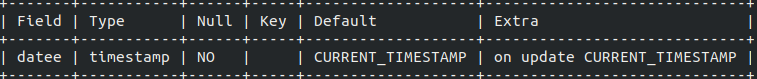 +-------+-----------+------+-----+-------------------+-----------------------------+
| Field | Type      | Null | Key | Default           | Extra                       |
+-------+-----------+------+-----+-------------------+-----------------------------+
| datee | timestamp | NO   |     | CURRENT_TIMESTAMP | on update CURRENT_TIMESTAMP |
+-------+-----------+------+-----+-------------------+-----------------------------+